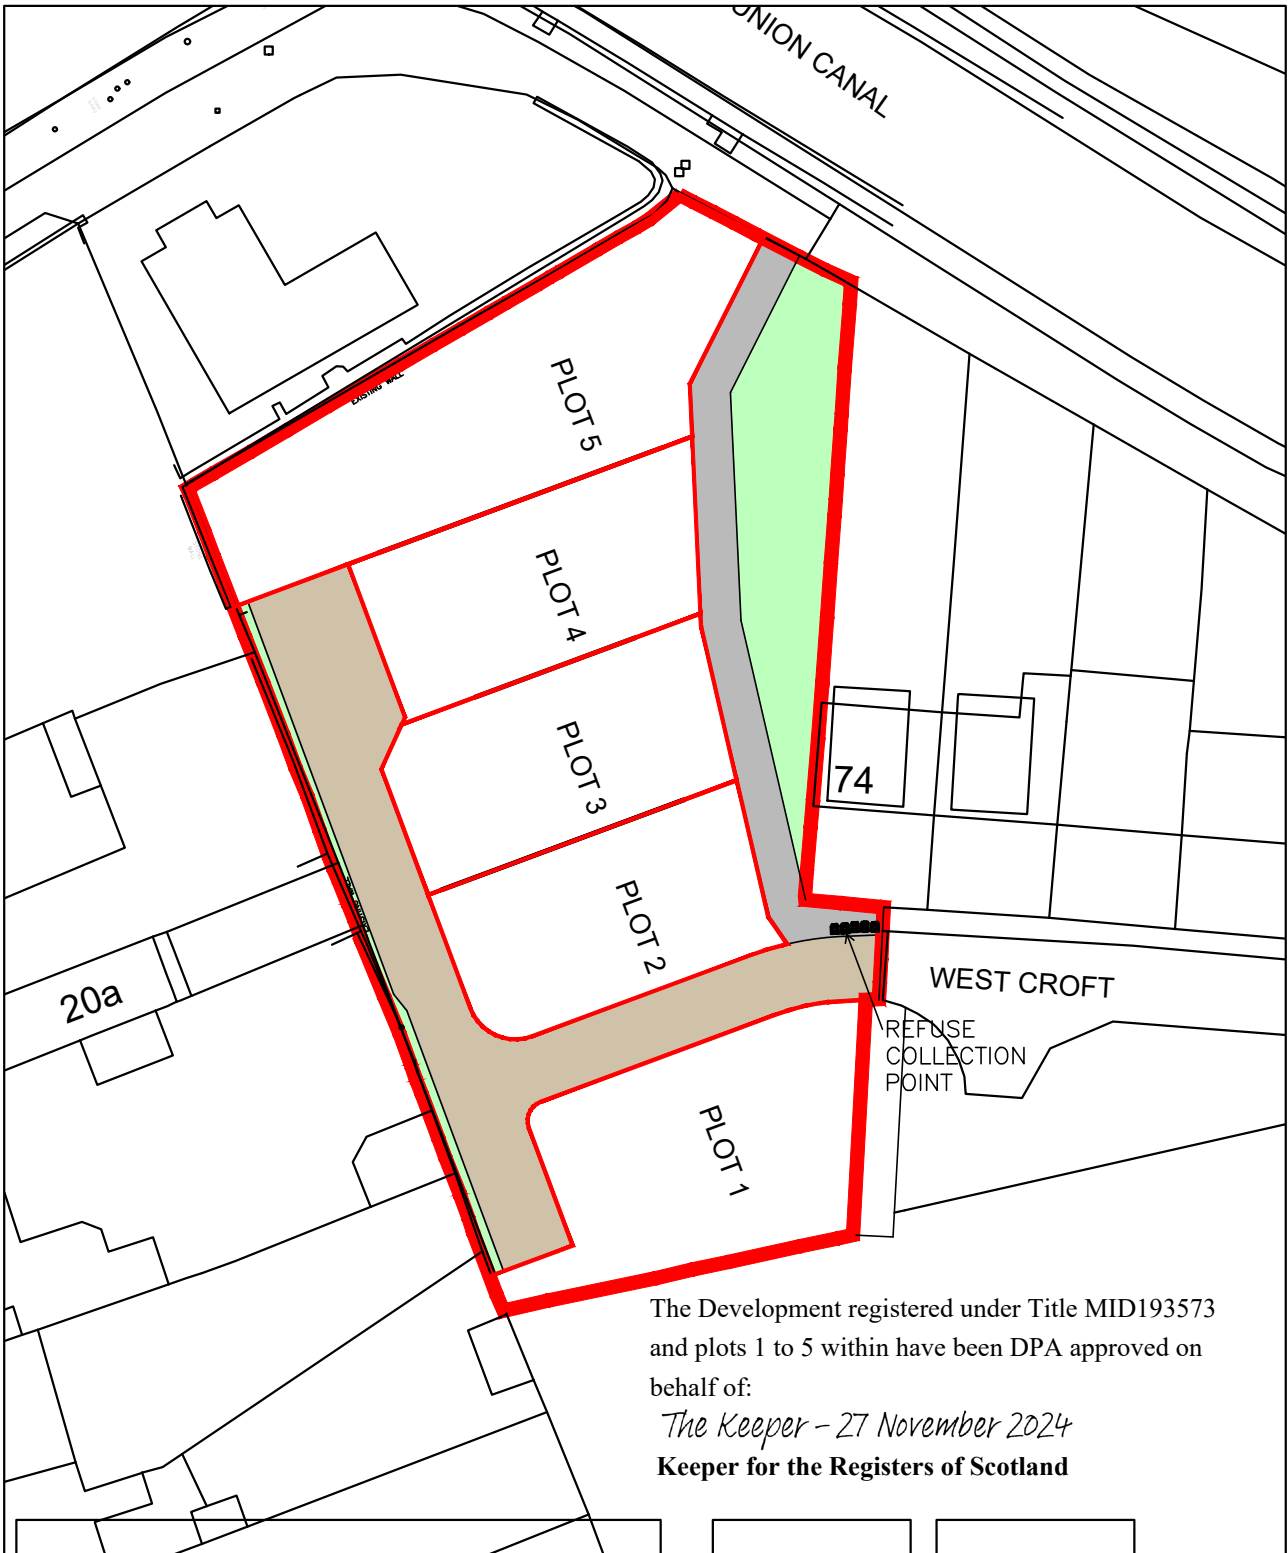 UNION CANAL
EXISTING WALL
PLOT 5
PLOT 4
PLOT 3
74
PLOT 2
20a
WEST CROFT
REFUSE
COLLECTION
POINT
PLOT 1
The Development registered under Title MID193573
and plots 1 to 5 within have been DPA approved on
behalf of:
The Keeper – 27 November 2024
Keeper for the Registers of Scotland